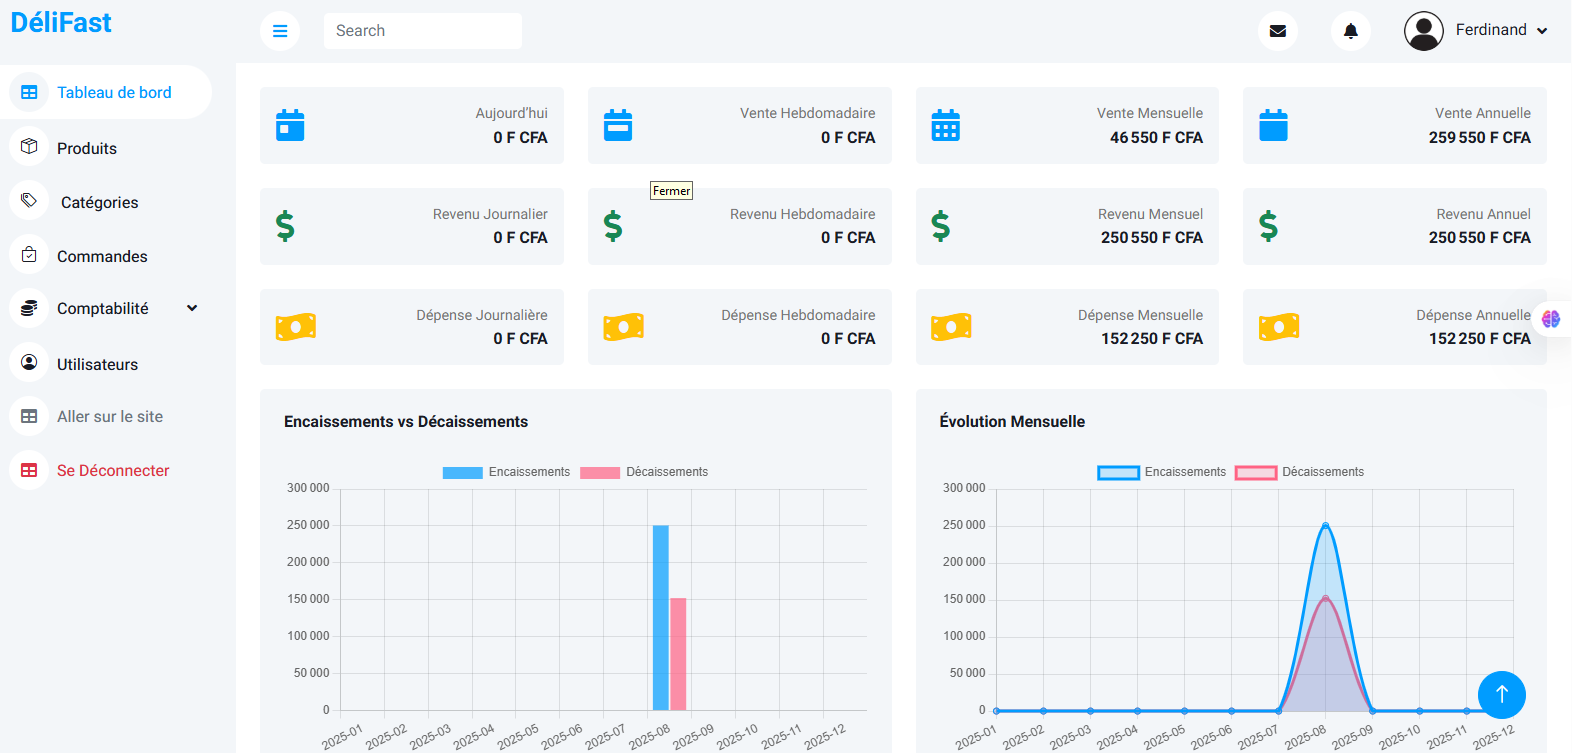 DéliFast
Search
Ferdinand
Tableau de bord
Produits
Catégories
Commandes
Comptabilité
Utilisateurs
Aller sur le site
Se Déconnecter
Aujourd'hui
0 F CFA
Vente Hebdomadaire
0 F CFA
Vente Mensuelle
46 550 F CFA
Vente Annuelle
259 550 F CFA
Fermer
Revenu Journalier
0 F CFA
Revenu Hebdomadaire
0 F CFA
Revenu Mensuel
250 550 F CFA
Revenu Annuel
250 550 F CFA
Dépense Journalière
0 F CFA
Dépense Hebdomadaire
0 F CFA
Dépense Mensuelle
152 250 F CFA
Dépense Annuelle
152 250 F CFA
Encaissements vs Décaissements
Encaissements Décaissements
300 000
250 000
200 000
150 000
100 000
50 000
0
2025-01 2025-02 2025-03 2025-04 2025-05 2025-06 2025-07 2025-08 2025-09 2025-10 2025-11 2025-12
Évolution Mensuelle
Encaissements Décaissements
300 000
250 000
200 000
150 000
100 000
50 000
0
2025-01 2025-02 2025-03 2025-04 2025-05 2025-06 2025-07 2025-08 2025-09 2025-10 2025-11 2025-12